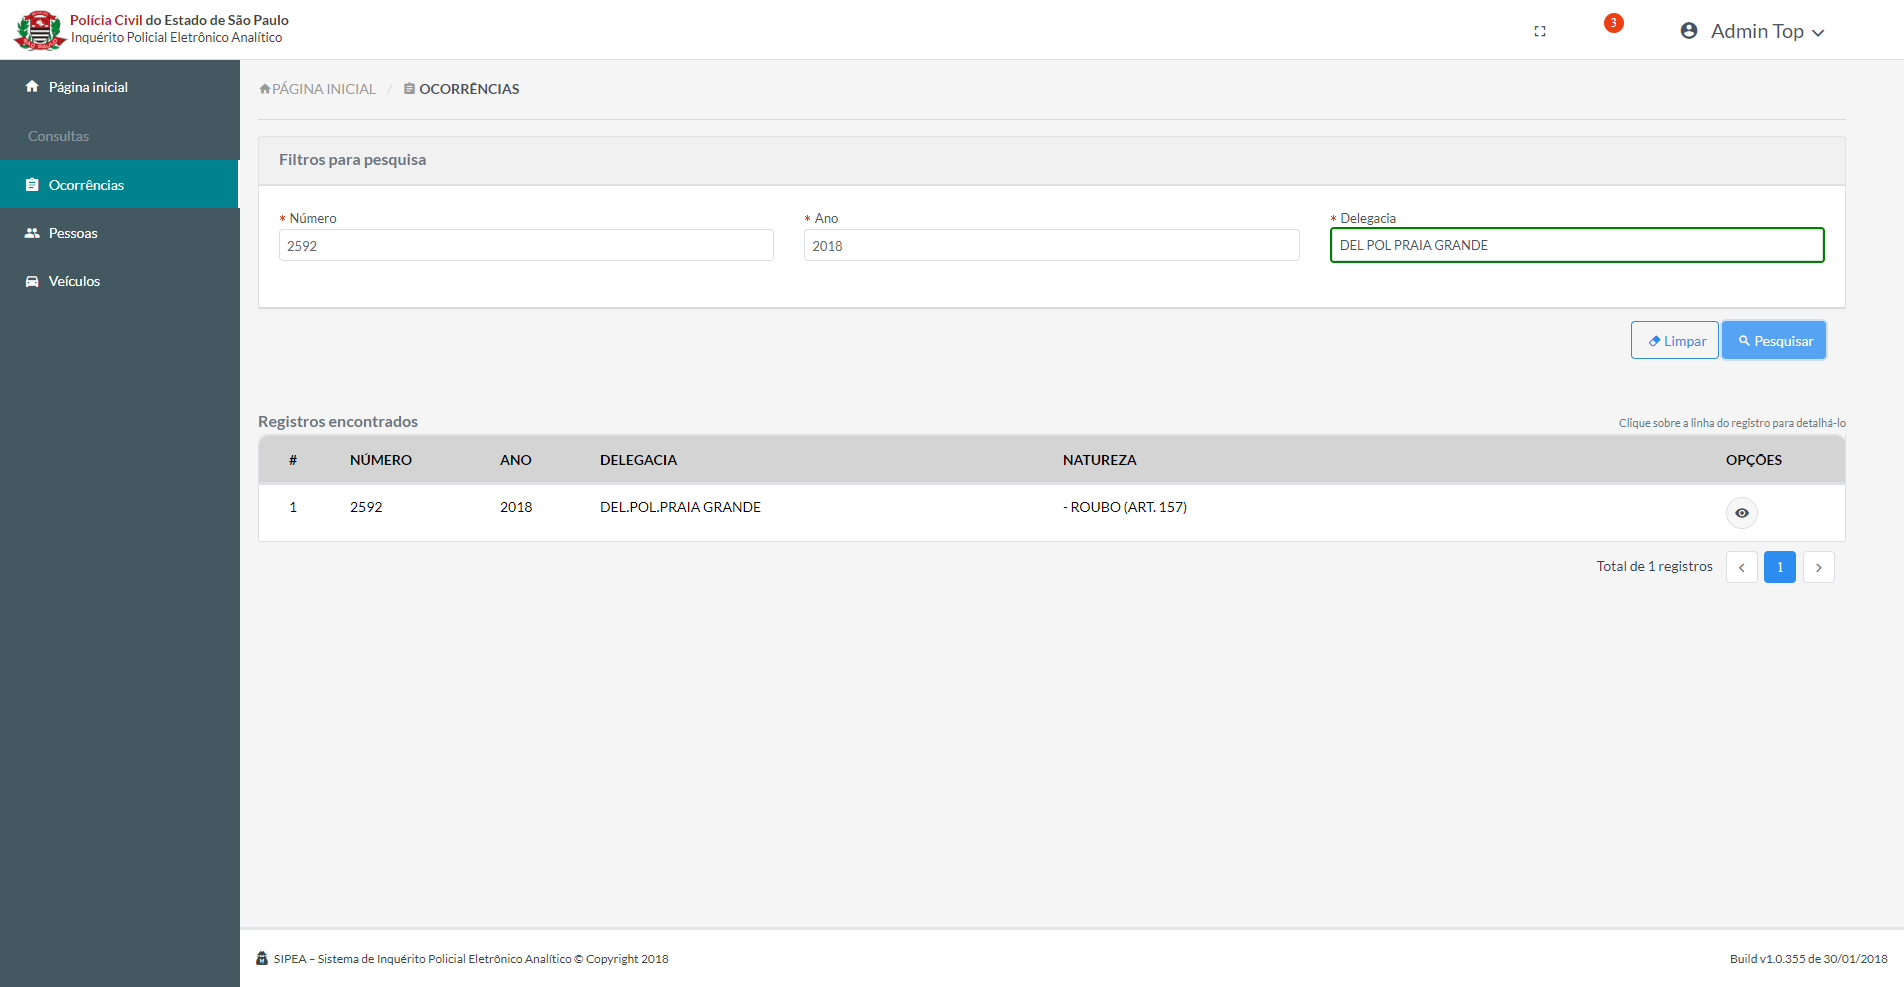 Polícia Civil do Estado de São Paulo
Inquérito Policial Eletrônico Analítico
3
Admin Top
Página inicial
Consultas
Ocorrências
Pessoas
Veículos
PÁGINA INICIAL / OCORRÊNCIAS
Filtros para pesquisa
* Número
* Ano
* Delegacia
2592
2018
DEL POL PRAIA GRANDE
Limpar
Pesquisar
Registros encontrados
Clique sobre a linha do registro para detalhá-lo
# NÚMERO ANO DELEGACIA NATUREZA OPÇÕES
1 2592 2018 DEL.POL.PRAIA GRANDE - ROUBO (ART. 157)
Total de 1 registros < 1 >
SIPEA – Sistema de Inquérito Policial Eletrônico Analítico © Copyright 2018
Build v1.0.355 de 30/01/2018